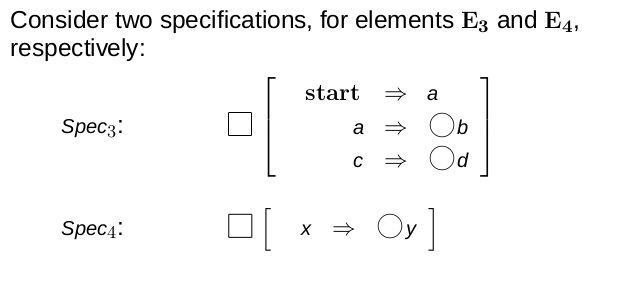 Consider two specifications, for elements E₃ and E₄,
respectively:
start ⇒ a
Spec₃: □ [ a ⇒ ◯b ]
c ⇒ ◯d
Spec₄: □ [ x ⇒ ◯y ]